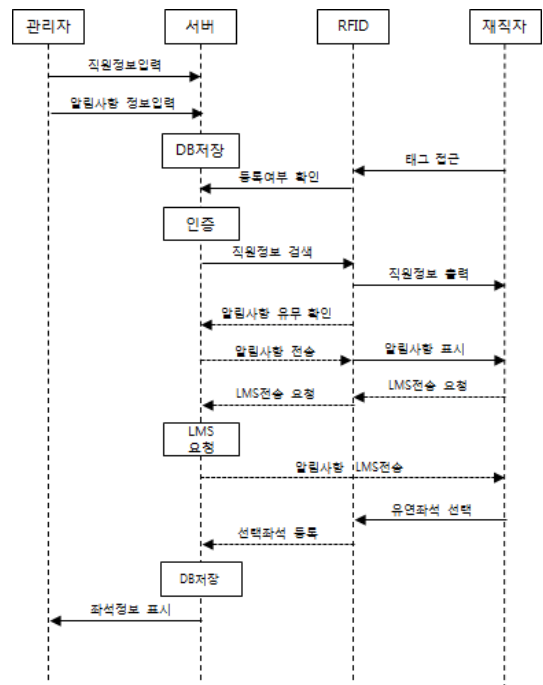 관리자 서버 RFID 재직자
직원정보입력
알림사항 정보입력
DB저장
태그 접근
등록여부 확인
인증
직원정보 검색
직원정보 출력
알림사항 유무 확인
알림사항 전송 알림사항 표시
LMS전송 요청 LMS전송 요청
LMS
요청
알림사항 LMS전송
유연좌석 선택
선택좌석 등록
DB저장
좌석정보 표시